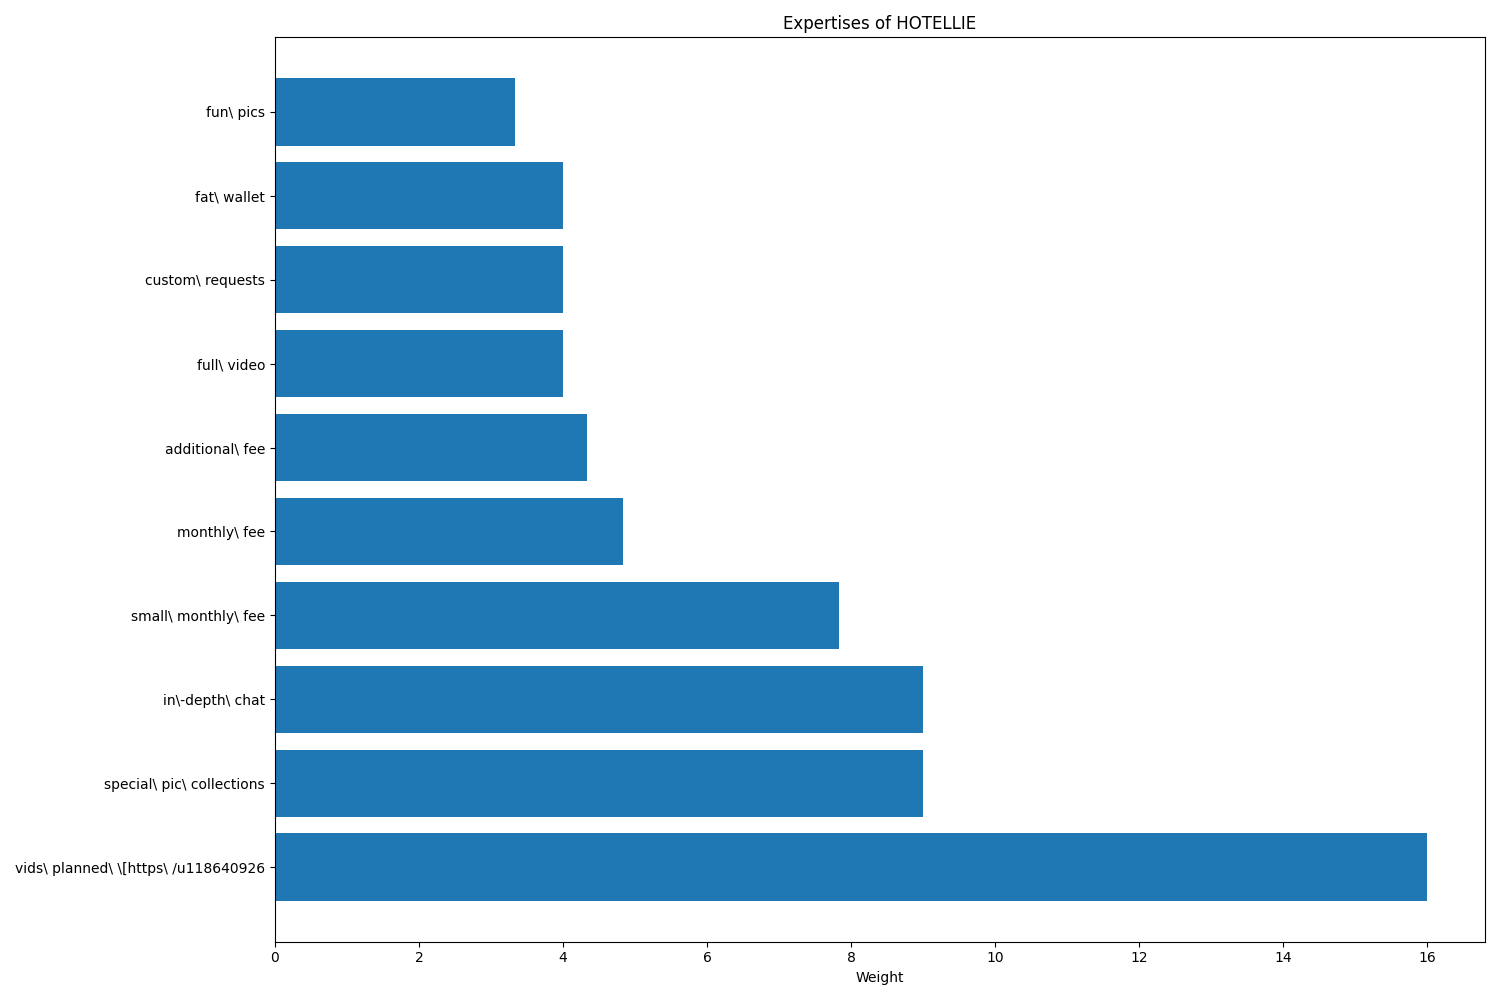 Expertises of HOTELLIE
fun\ pics
fat\ wallet
custom\ requests
full\ video
additional\ fee
monthly\ fee
small\ monthly\ fee
in\-depth\ chat
special\ pic\ collections
vids\ planned\ \[https\ /u118640926
0 2 4 6 8 10 12 14 16
Weight